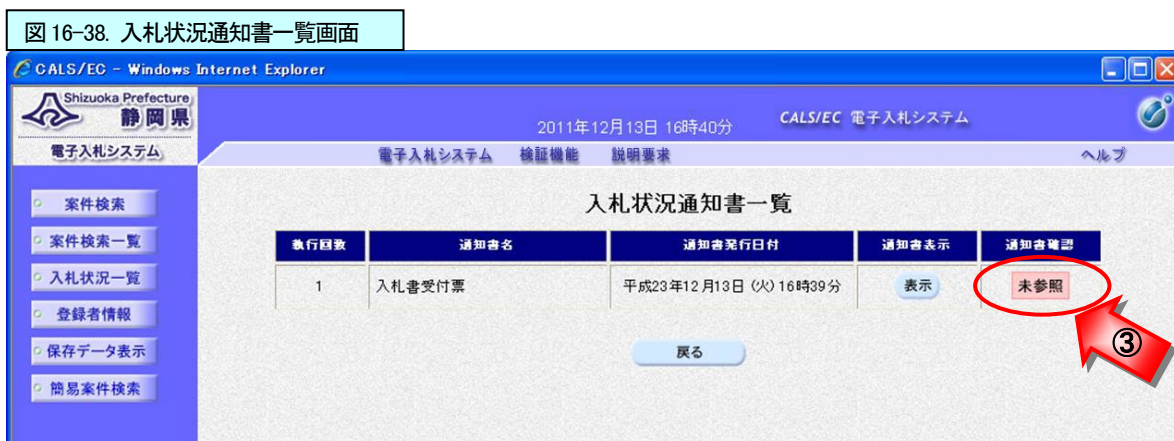 図 16-38. 入札状況通知書一覧画面
CALS/EC - Windows Internet Explorer
Shizuoka Prefecture
静岡県
電子入札システム
2011年12月13日 16時40分
CALS/EC 電子入札システム
電子入札システム 検証機能 説明要求 ヘルプ
案件検索
案件検索一覧
入札状況一覧
登録者情報
保存データ表示
簡易案件検索
入札状況通知書一覧
執行回数 通知書名 通知書発行日付 通知書表示 通知書確認
1 入札書受付票 平成23年12月13日 (火) 16時39分 表示 未参照
③
戻る